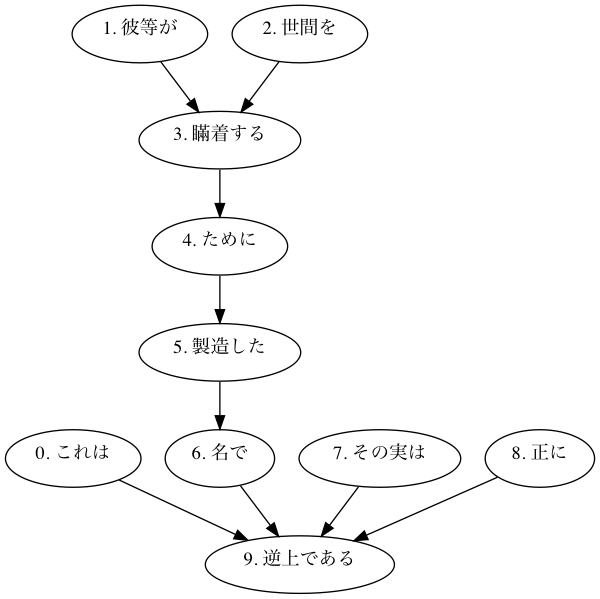 1. 彼等が
2. 世間を
3. 瞞着する
4. ために
5. 製造した
0. これは
6. 名で
7. その実は
8. 正に
9. 逆上である